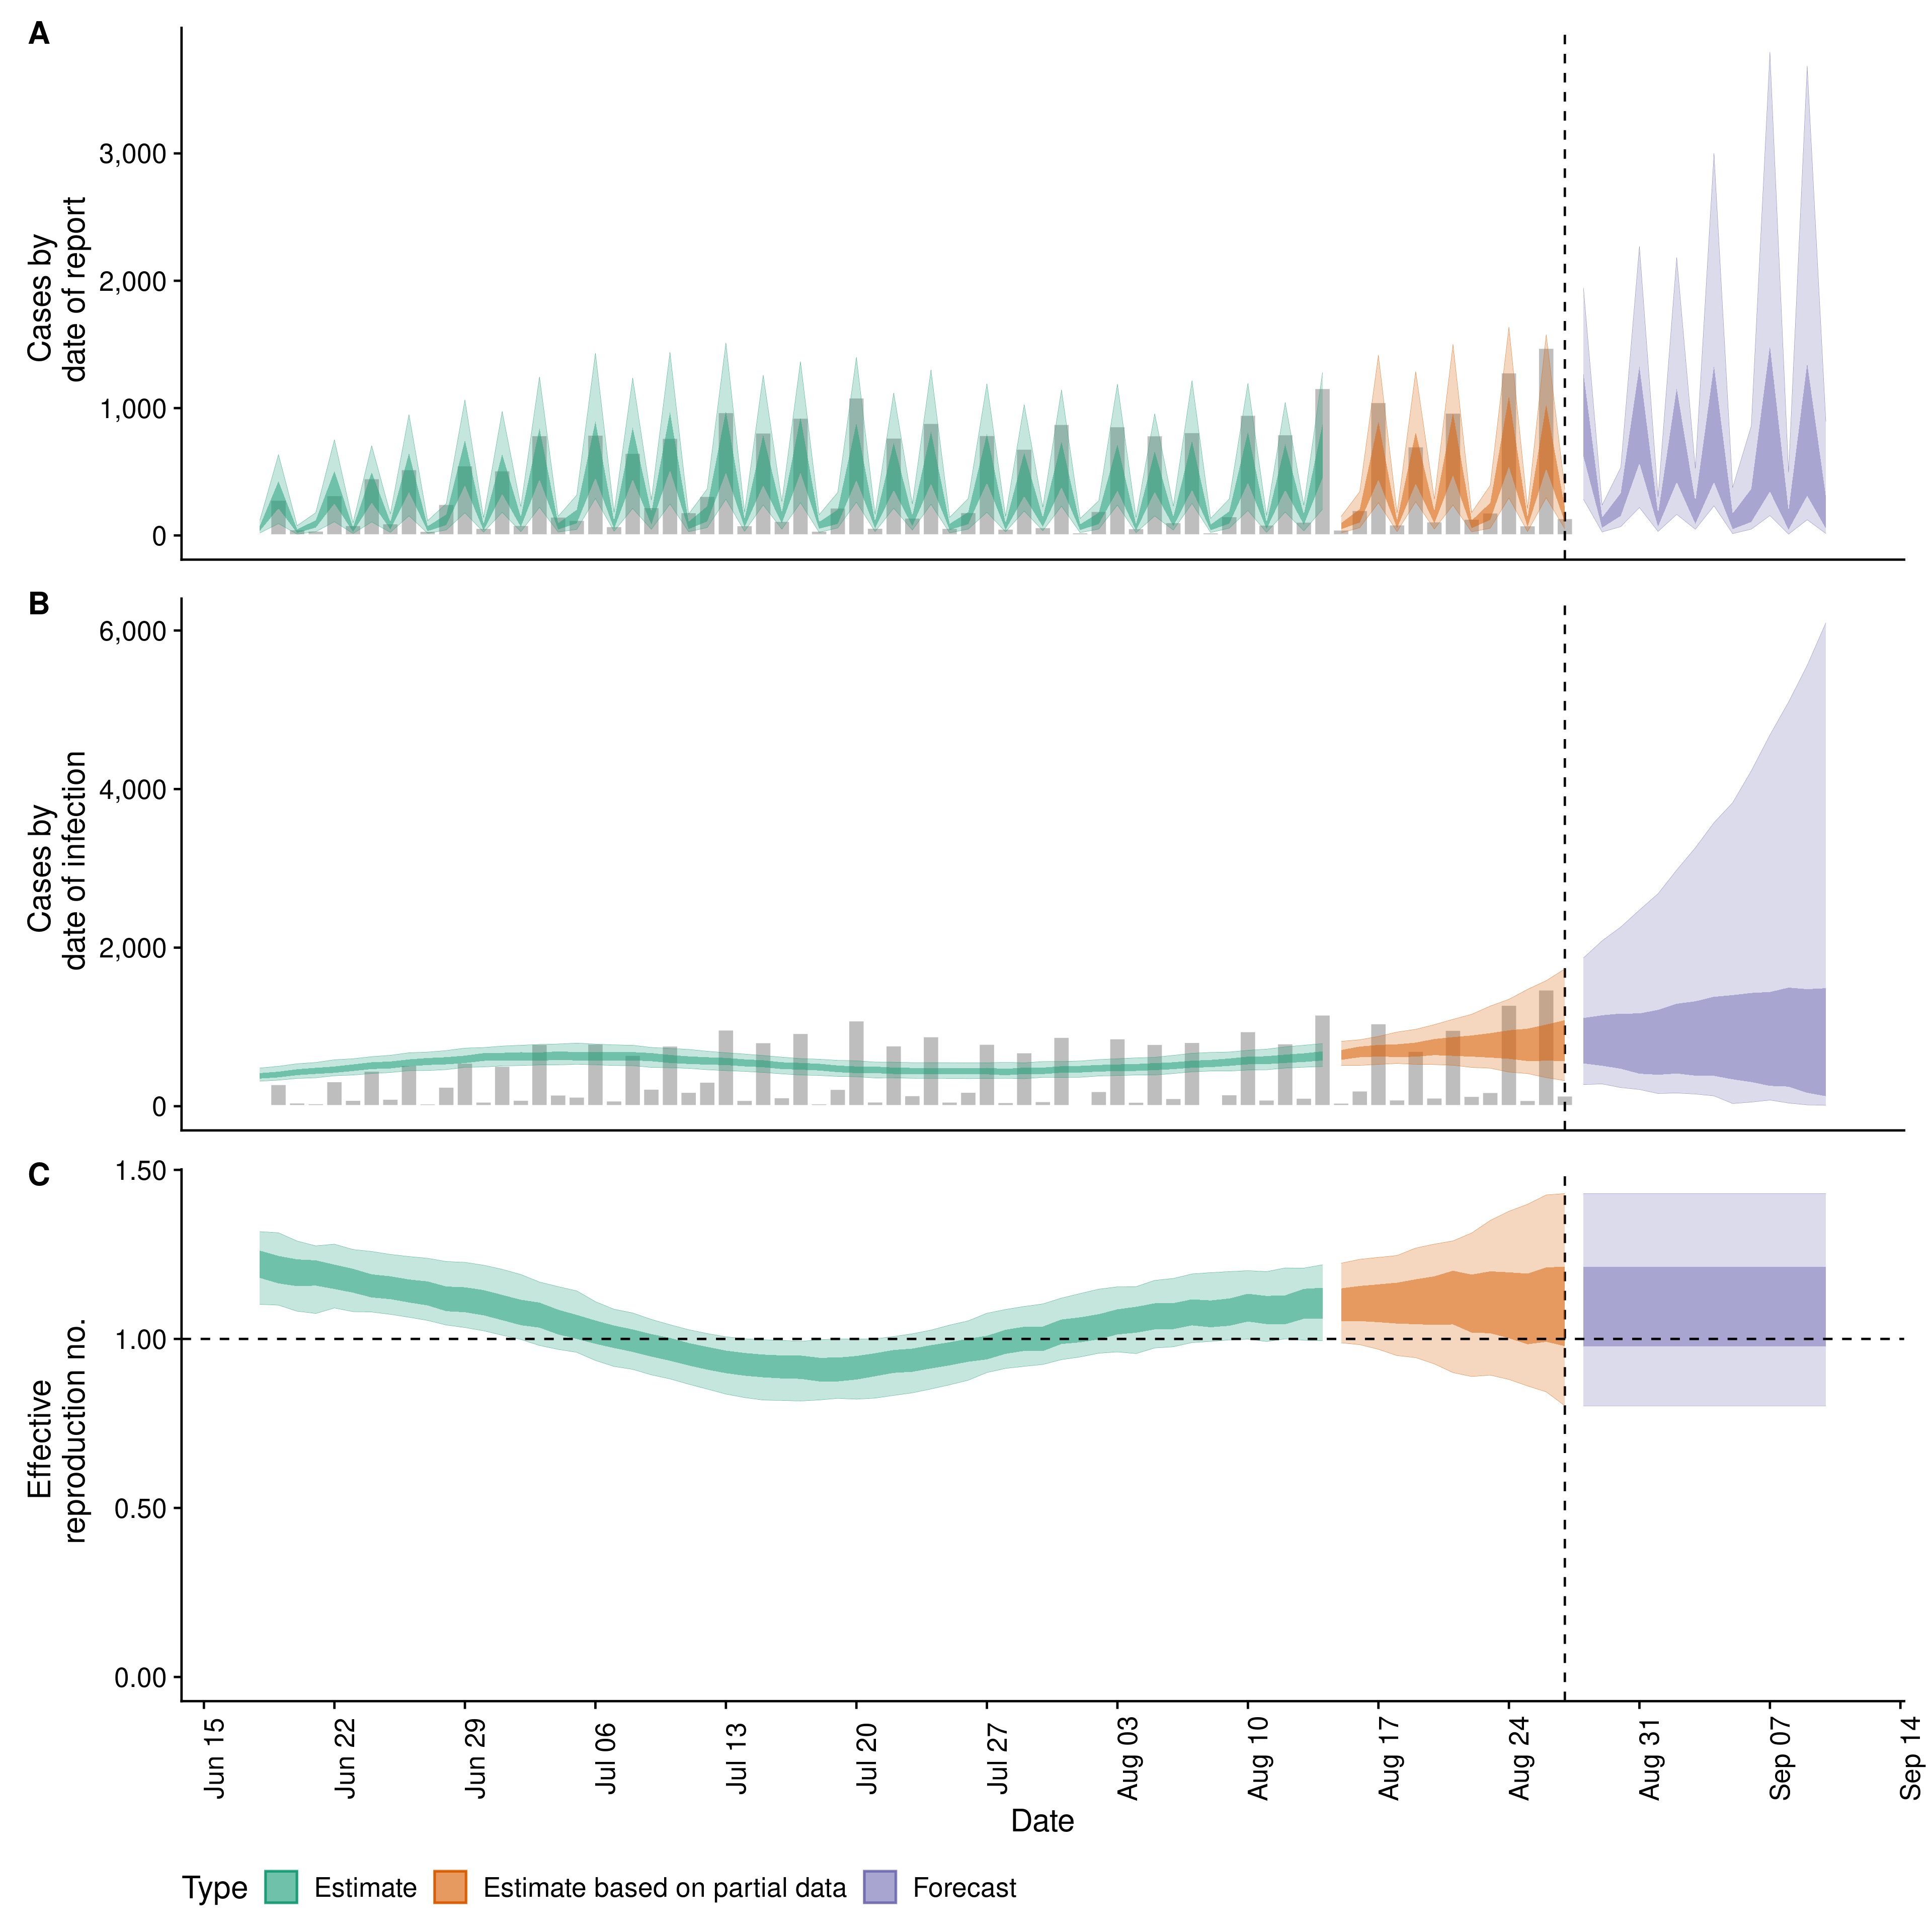 A
Cases by
date of report
3,000
2,000
1,000
0
B
Cases by
date of infection
6,000
4,000
2,000
0
C
Effective
reproduction no.
1.50
1.00
0.50
0.00
Jun 15
Jun 22
Jun 29
Jul 06
Jul 13
Jul 20
Jul 27
Aug 03
Aug 10
Aug 17
Aug 24
Aug 31
Sep 07
Sep 14
Date
Type Estimate Estimate based on partial data Forecast